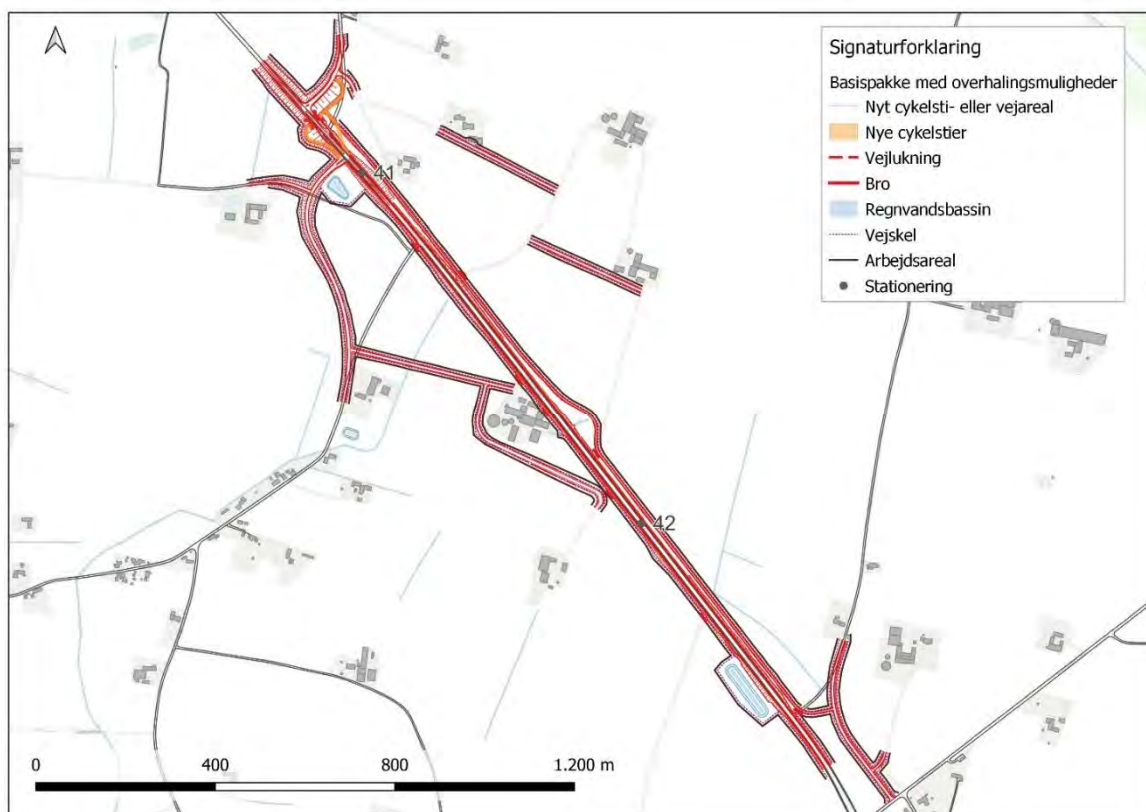 Signaturforklaring
Basispakke med overhalingsmuligheder
Nyt cykelsti- eller vejareal
Nye cykelstier
Vejlukning
Bro
Regnvandsbassin
Vejskel
Arbejdsareal
Stationering
41
42
0 400 800 1.200 m